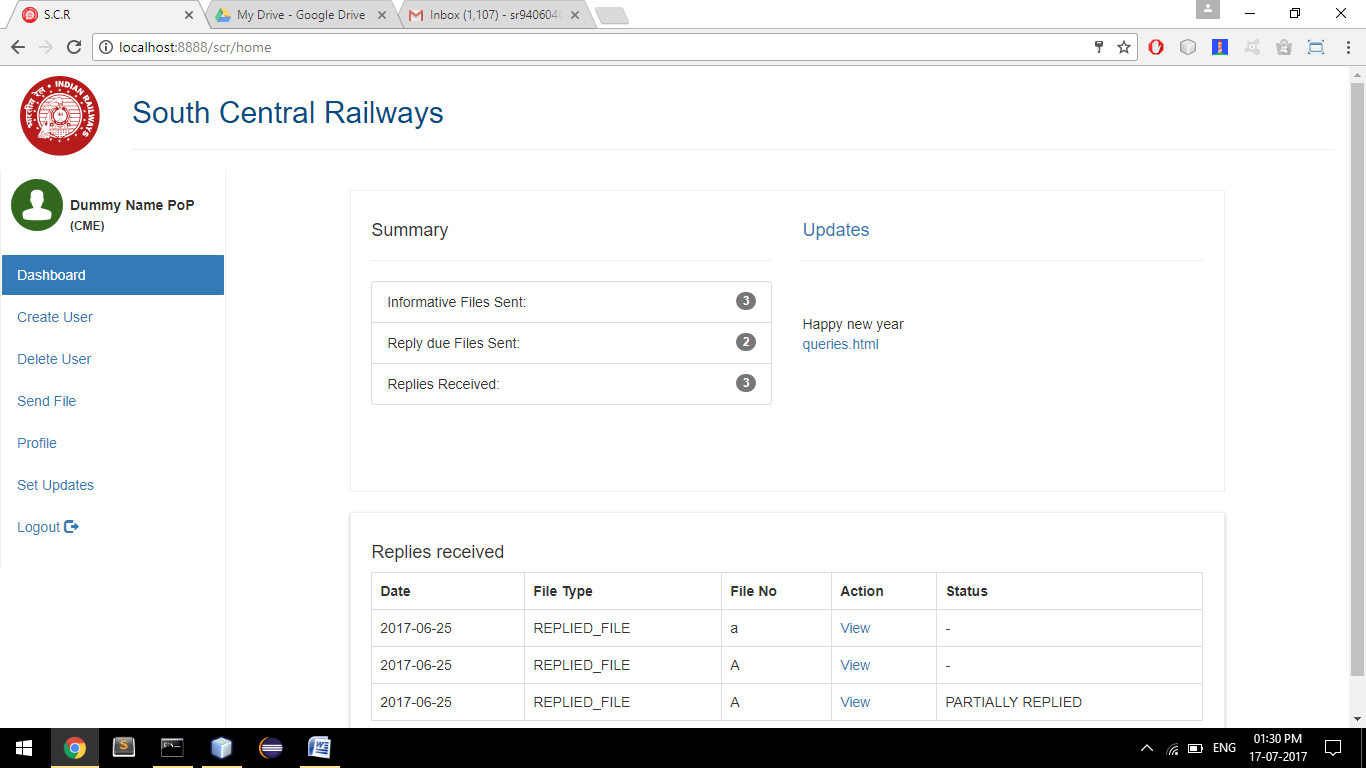 S.C.R
My Drive - Google Drive
Inbox (1,107) - sr940604
localhost:8888/scr/home
भारतीय रेल • INDIAN RAILWAYS
South Central Railways
Dummy Name PoP
(CME)
Dashboard
Create User
Delete User
Send File
Profile
Set Updates
Logout
Summary
Informative Files Sent: 3
Reply due Files Sent: 2
Replies Received: 3
Updates
Happy new year
queries.html
Replies received
Date File Type File No Action Status
2017-06-25 REPLIED_FILE a View -
2017-06-25 REPLIED_FILE A View -
2017-06-25 REPLIED_FILE A View PARTIALLY REPLIED
ENG
01:30 PM
17-07-2017